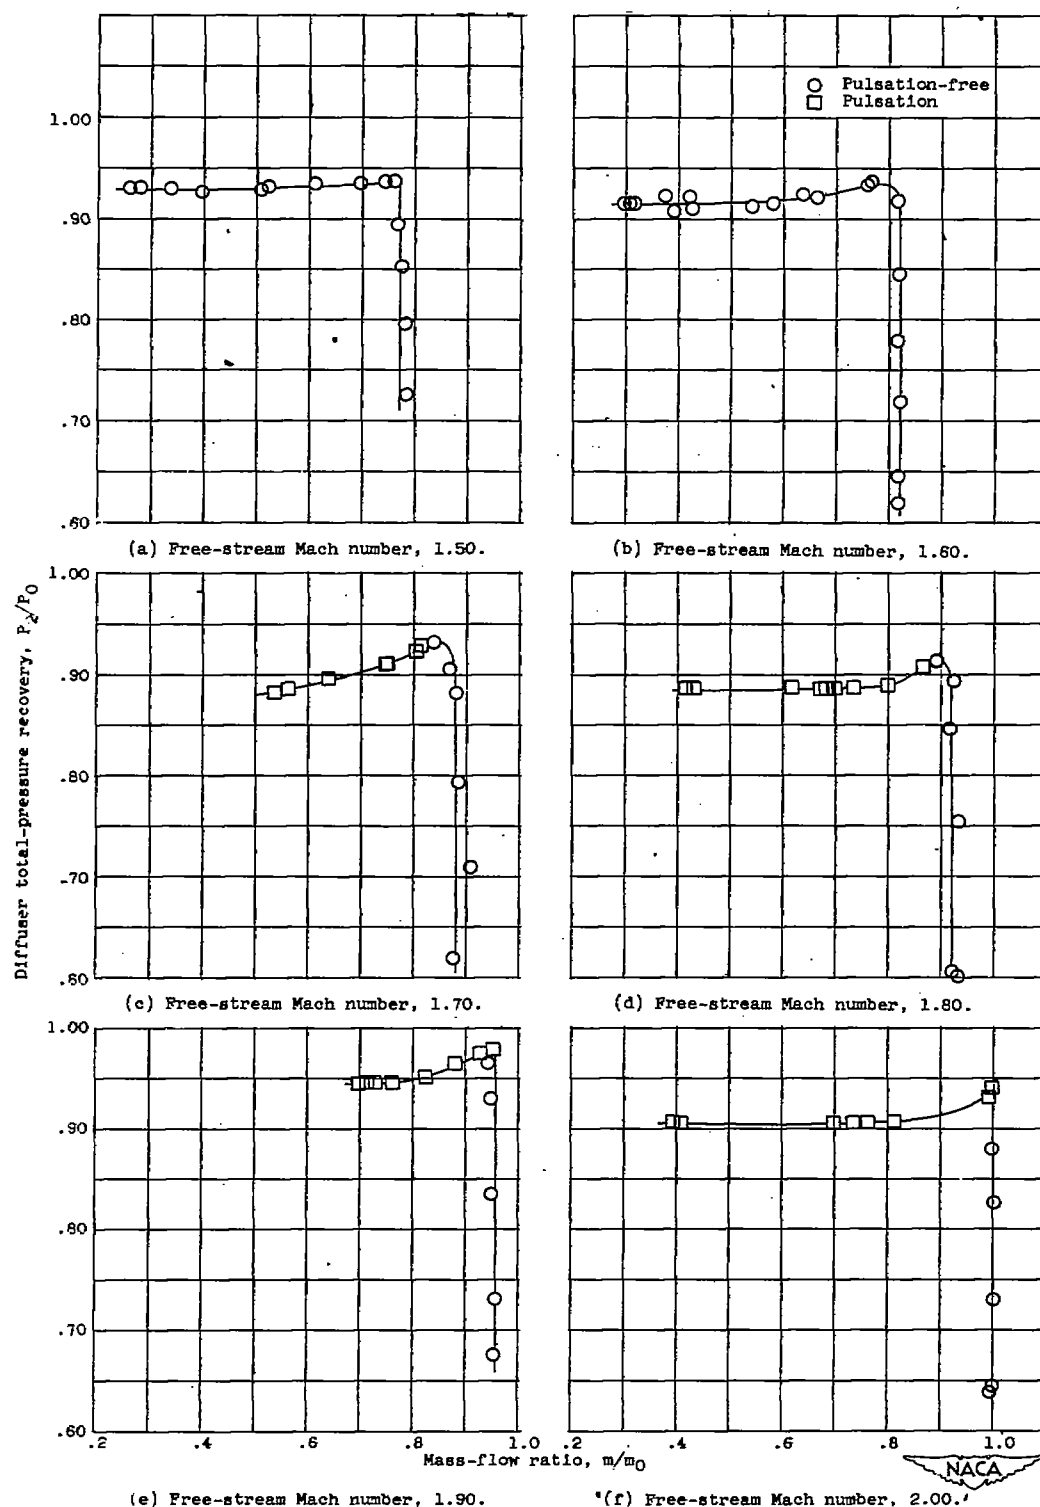 Pulsation-free
Pulsation
1.00
.90
.80
.70
.60
(a) Free-stream Mach number, 1.50.
(b) Free-stream Mach number, 1.60.
Diffuser total-pressure recovery, P2/P0
1.00
.90
.80
.70
.60
(c) Free-stream Mach number, 1.70.
(d) Free-stream Mach number, 1.80.
1.00
.90
.80
.70
.60
.2 .4 .6 .8 1.0 .2 .4 .6 .8 1.0
Mass-flow ratio, m/m0
NACA
(e) Free-stream Mach number, 1.90.
(f) Free-stream Mach number, 2.00.